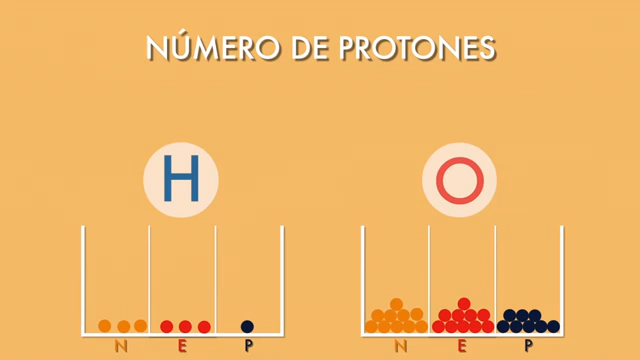 NÚMERO DE PROTONES
H
O
N E P
N E P